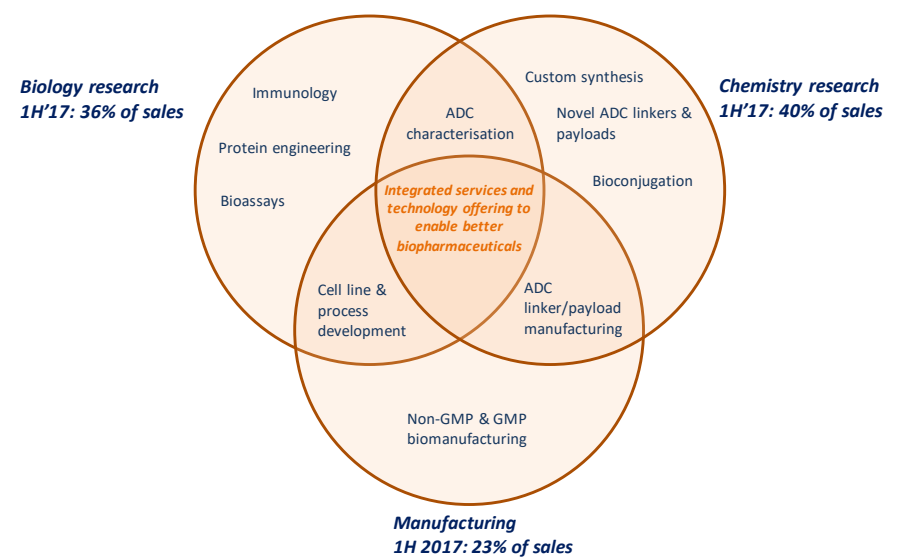 Biology research
1H’17: 36% of sales
Immunology
Protein engineering
Bioassays
ADC
characterisation
Custom synthesis
Novel ADC linkers &
payloads
Bioconjugation
Chemistry research
1H’17: 40% of sales
Integrated services and
technology offering to
enable better
biopharmaceuticals
Cell line &
process
development
ADC
linker/payload
manufacturing
Non-GMP & GMP
biomanufacturing
Manufacturing
1H 2017: 23% of sales